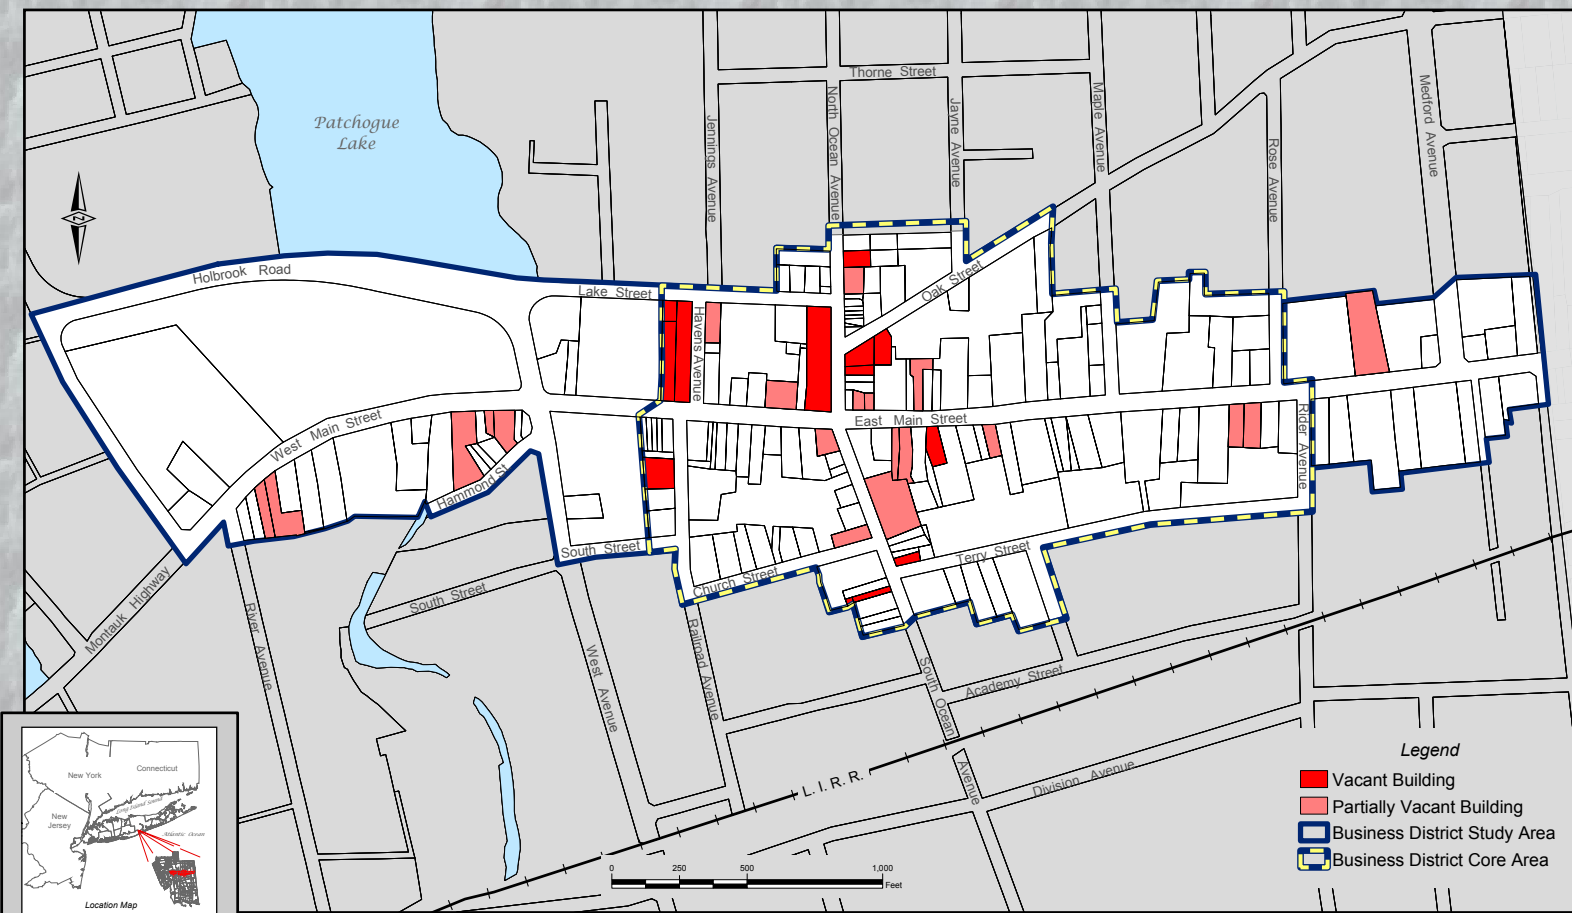 Thorne Street
Patchogue
Lake
Jennings Avenue
North Ocean Avenue
Jayne Avenue
Maple Avenue
Rose Avenue
Medford Avenue
N
Holbrook Road
Lake Street
Oak Street
Havens Avenue
West Main Street
East Main Street
Rider Avenue
Hammond St.
South Street
Church Street
Terry Street
Montauk Highway
River Avenue
South Street
West Avenue
Railroad Avenue
South Ocean
Avenue
Academy Street
Division Avenue
L. I. R. R.
0 250 500 1,000
Feet
Legend
Vacant Building
Partially Vacant Building
Business District Study Area
Business District Core Area
New York
Connecticut
Long Island Sound
New
Jersey
Atlantic Ocean
Location Map